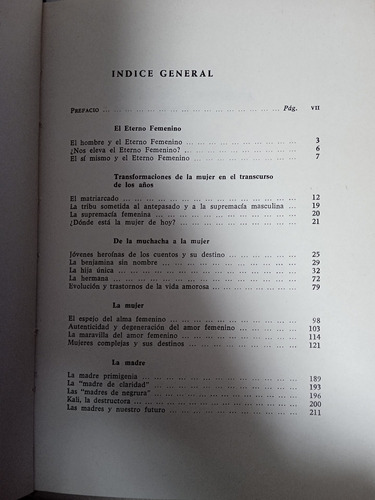 INDICE GENERAL
PREFACIO ... Pág. VII
El Eterno Femenino
El hombre y el Eterno Femenino ... 3
¿Nos eleva el Eterno Femenino? ... 6
El sí mismo y el Eterno Femenino ... 7
Transformaciones de la mujer en el transcurso
de los años
El matriarcado ... 12
La tribu sometida al antepasado y a la supremacía masculina ... 19
La supremacía femenina ... 20
¿Dónde está la mujer de hoy? ... 21
De la muchacha a la mujer
Jóvenes heroínas de los cuentos y su destino ... 25
La benjamina sin nombre ... 29
La hija única ... 32
La hermana ... 72
Evolución y trastornos de la vida amorosa ... 79
La mujer
El espejo del alma femenino ... 98
Autenticidad y degeneración del amor femenino ... 103
La maravilla del amor femenino ... 114
Mujeres complejas y sus destinos ... 121
La madre
La madre primigenia ... 189
La "madre de claridad" ... 193
Las "madres de negrura" ... 196
Kali, la destructora ... 200
Las madres y nuestro futuro ... 211